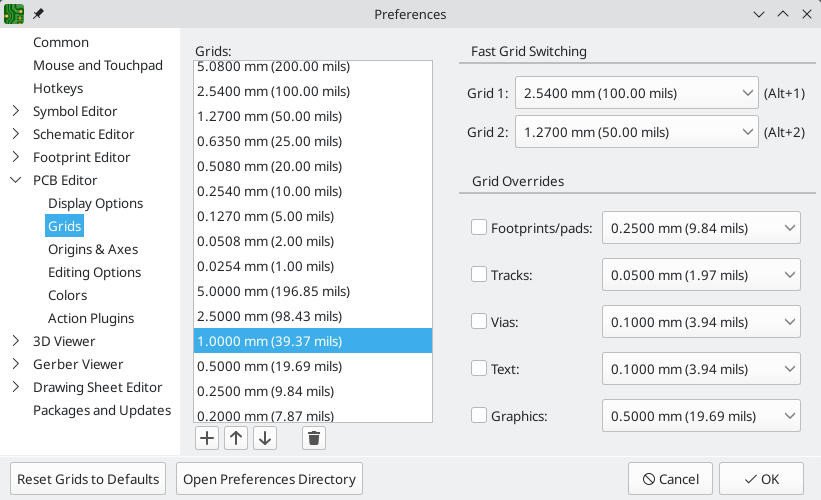 Preferences
Common
Mouse and Touchpad
Hotkeys
Symbol Editor
Schematic Editor
Footprint Editor
PCB Editor
Display Options
Grids
Origins & Axes
Editing Options
Colors
Action Plugins
3D Viewer
Gerber Viewer
Drawing Sheet Editor
Packages and Updates
Grids:
5.0800 mm (200.00 mils)
2.5400 mm (100.00 mils)
1.2700 mm (50.00 mils)
0.6350 mm (25.00 mils)
0.5080 mm (20.00 mils)
0.2540 mm (10.00 mils)
0.1270 mm (5.00 mils)
0.0508 mm (2.00 mils)
0.0254 mm (1.00 mils)
5.0000 mm (196.85 mils)
2.5000 mm (98.43 mils)
1.0000 mm (39.37 mils)
0.5000 mm (19.69 mils)
0.2500 mm (9.84 mils)
0.2000 mm (7.87 mils)
Fast Grid Switching
Grid 1: 2.5400 mm (100.00 mils) (Alt+1)
Grid 2: 1.2700 mm (50.00 mils) (Alt+2)
Grid Overrides
Footprints/pads: 0.2500 mm (9.84 mils)
Tracks: 0.0500 mm (1.97 mils)
Vias: 0.1000 mm (3.94 mils)
Text: 0.1000 mm (3.94 mils)
Graphics: 0.5000 mm (19.69 mils)
Reset Grids to Defaults
Open Preferences Directory
Cancel
OK